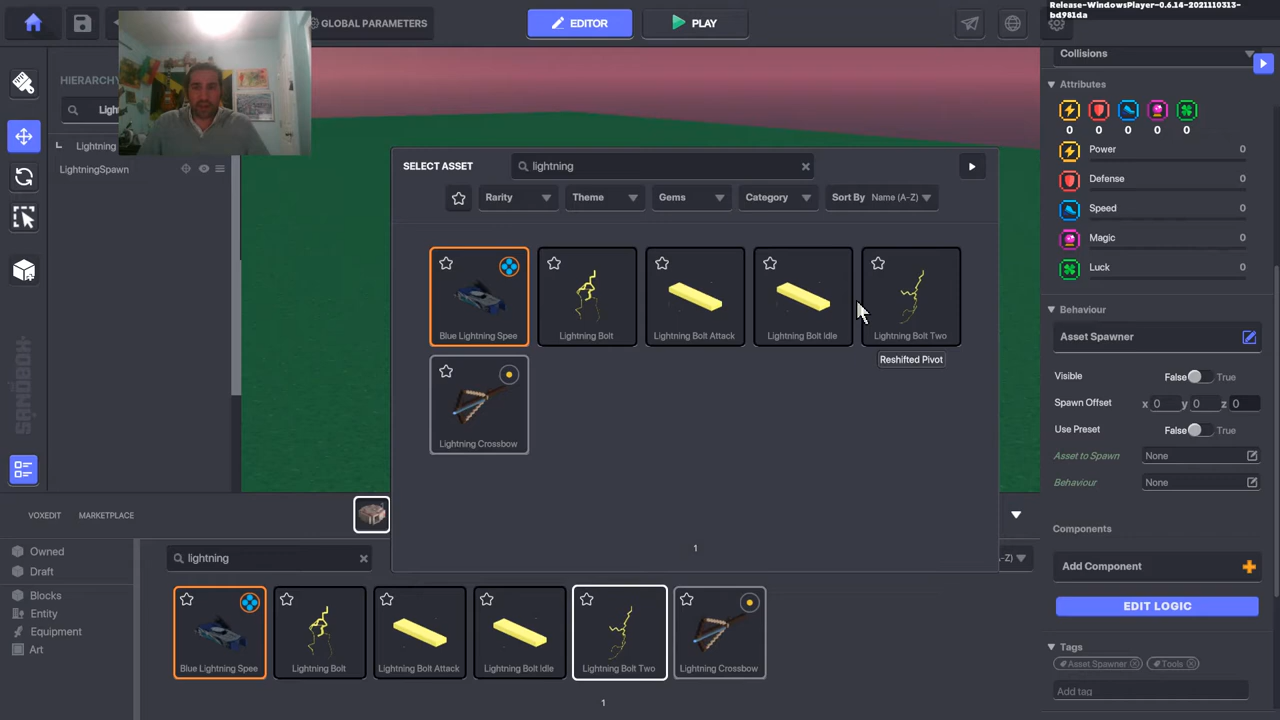 Release-WindowsPlayer-0.6.14-2021110313-
bd981da
GLOBAL PARAMETERS
EDITOR
PLAY
HIERARCHY
Lightning
LightningSpawn
SANDBOX
SELECT ASSET
lightning
Rarity
Theme
Gems
Category
Sort By Name (A-Z)
Blue Lightning Spee
Lightning Bolt
Lightning Bolt Attack
Lightning Bolt Idle
Lightning Bolt Two
Reshifted Pivot
Lightning Crossbow
1
Collisions
Attributes
0 0 0 0 0
Power 0
Defense 0
Speed 0
Magic 0
Luck 0
Behaviour
Asset Spawner
Visible False True
Spawn Offset x 0 y 0 z 0
Use Preset False True
Asset to Spawn None
Behaviour None
Components
Add Component
EDIT LOGIC
Tags
Asset Spawner Tools
Add tag
VOXEDIT MARKETPLACE
Owned
Draft
Blocks
Entity
Equipment
Art
lightning
-Z)
Blue Lightning Spee
Lightning Bolt
Lightning Bolt Attack
Lightning Bolt Idle
Lightning Bolt Two
Lightning Crossbow
1